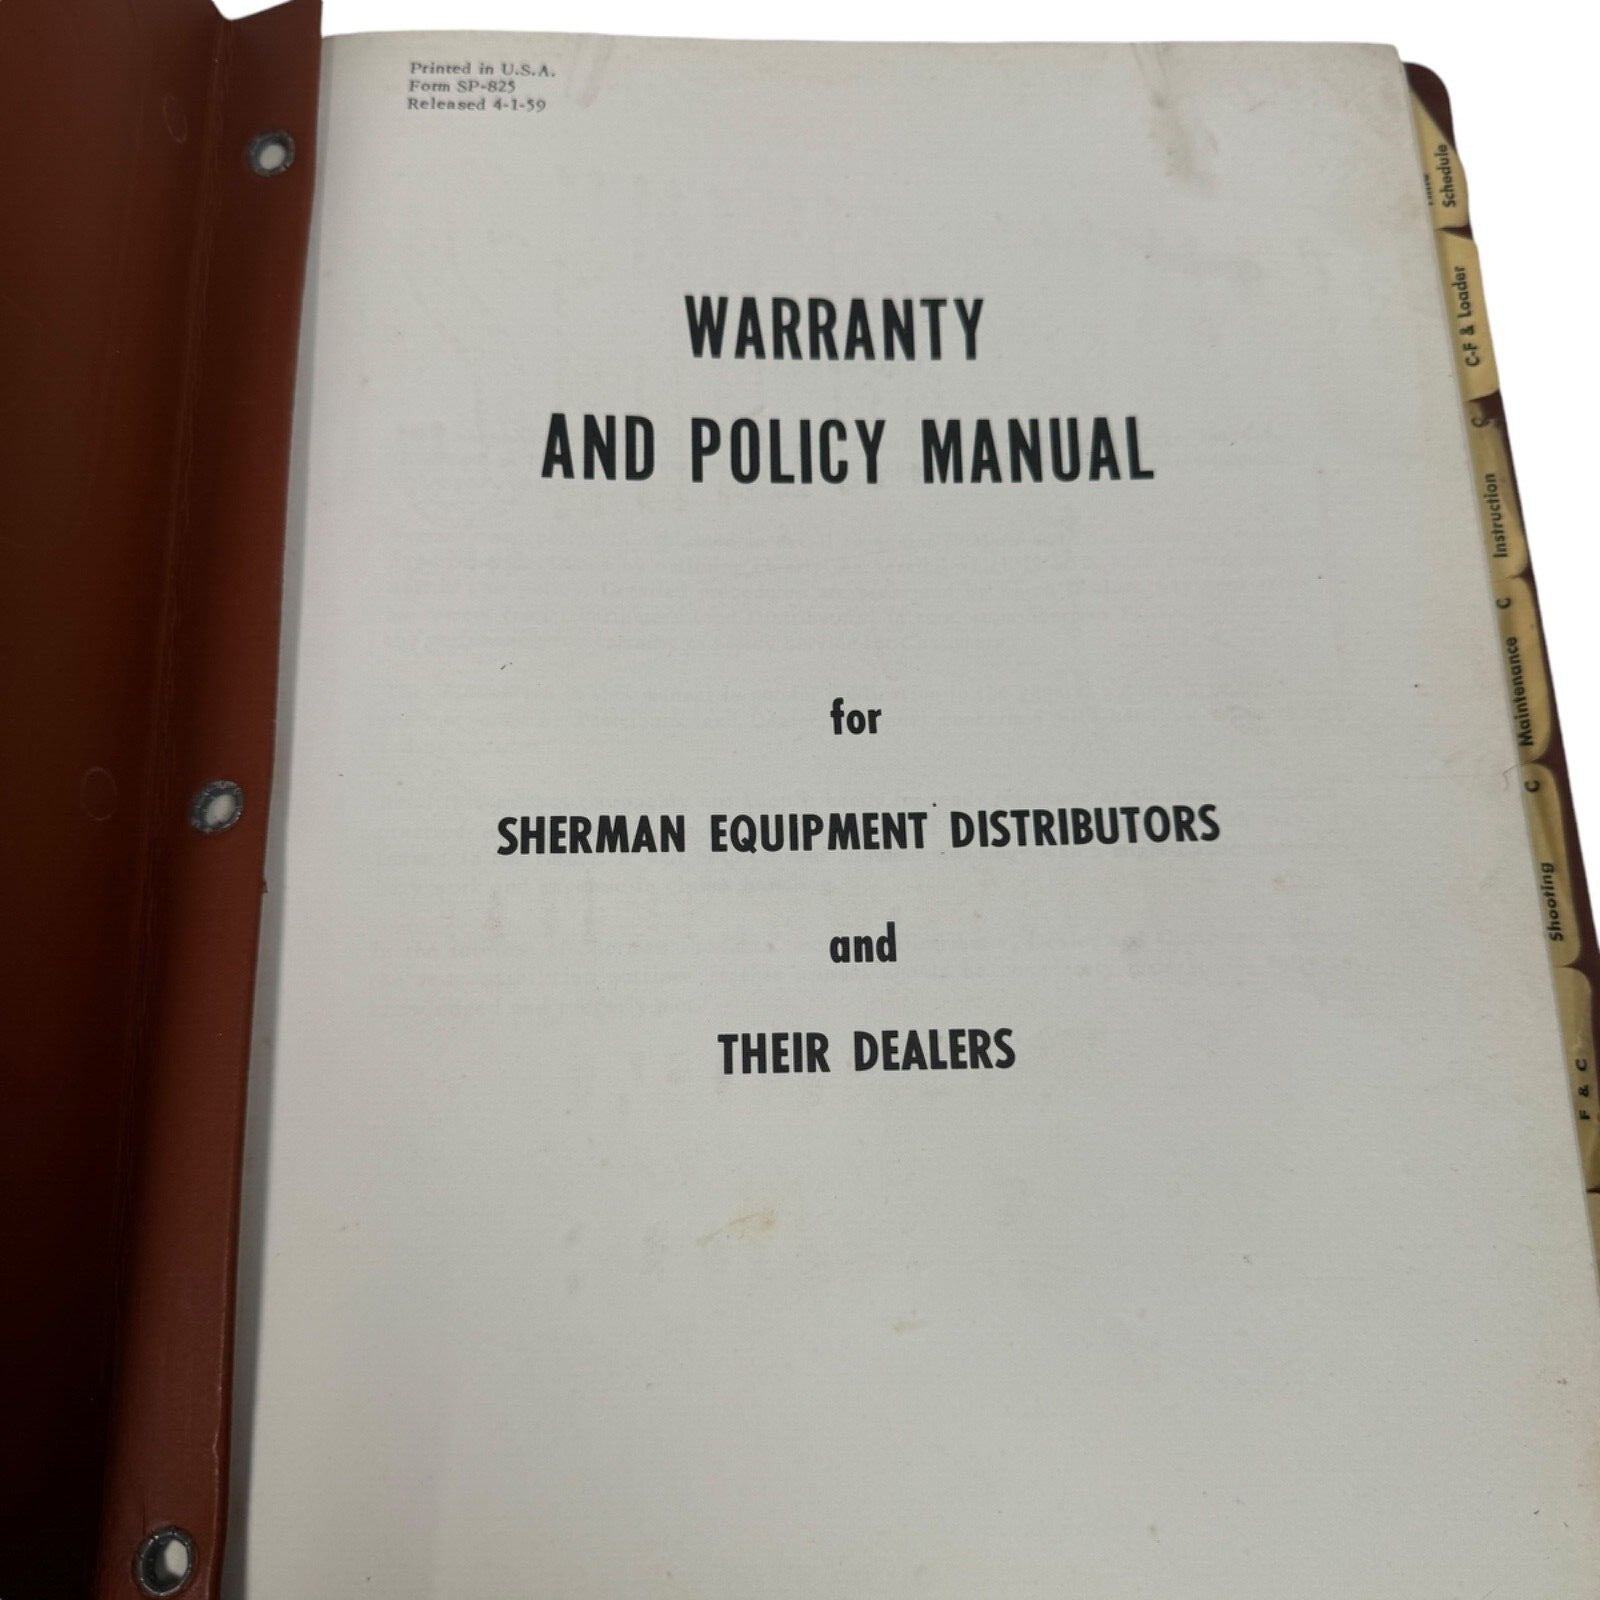 Printed in U.S.A.
Form SP-825
Released 4-1-59
WARRANTY
AND POLICY MANUAL
for
SHERMAN EQUIPMENT DISTRIBUTORS
and
THEIR DEALERS
Schedule
C-F & Loader
C
Instruction
C
Maintenance
C
Shooting
F & C